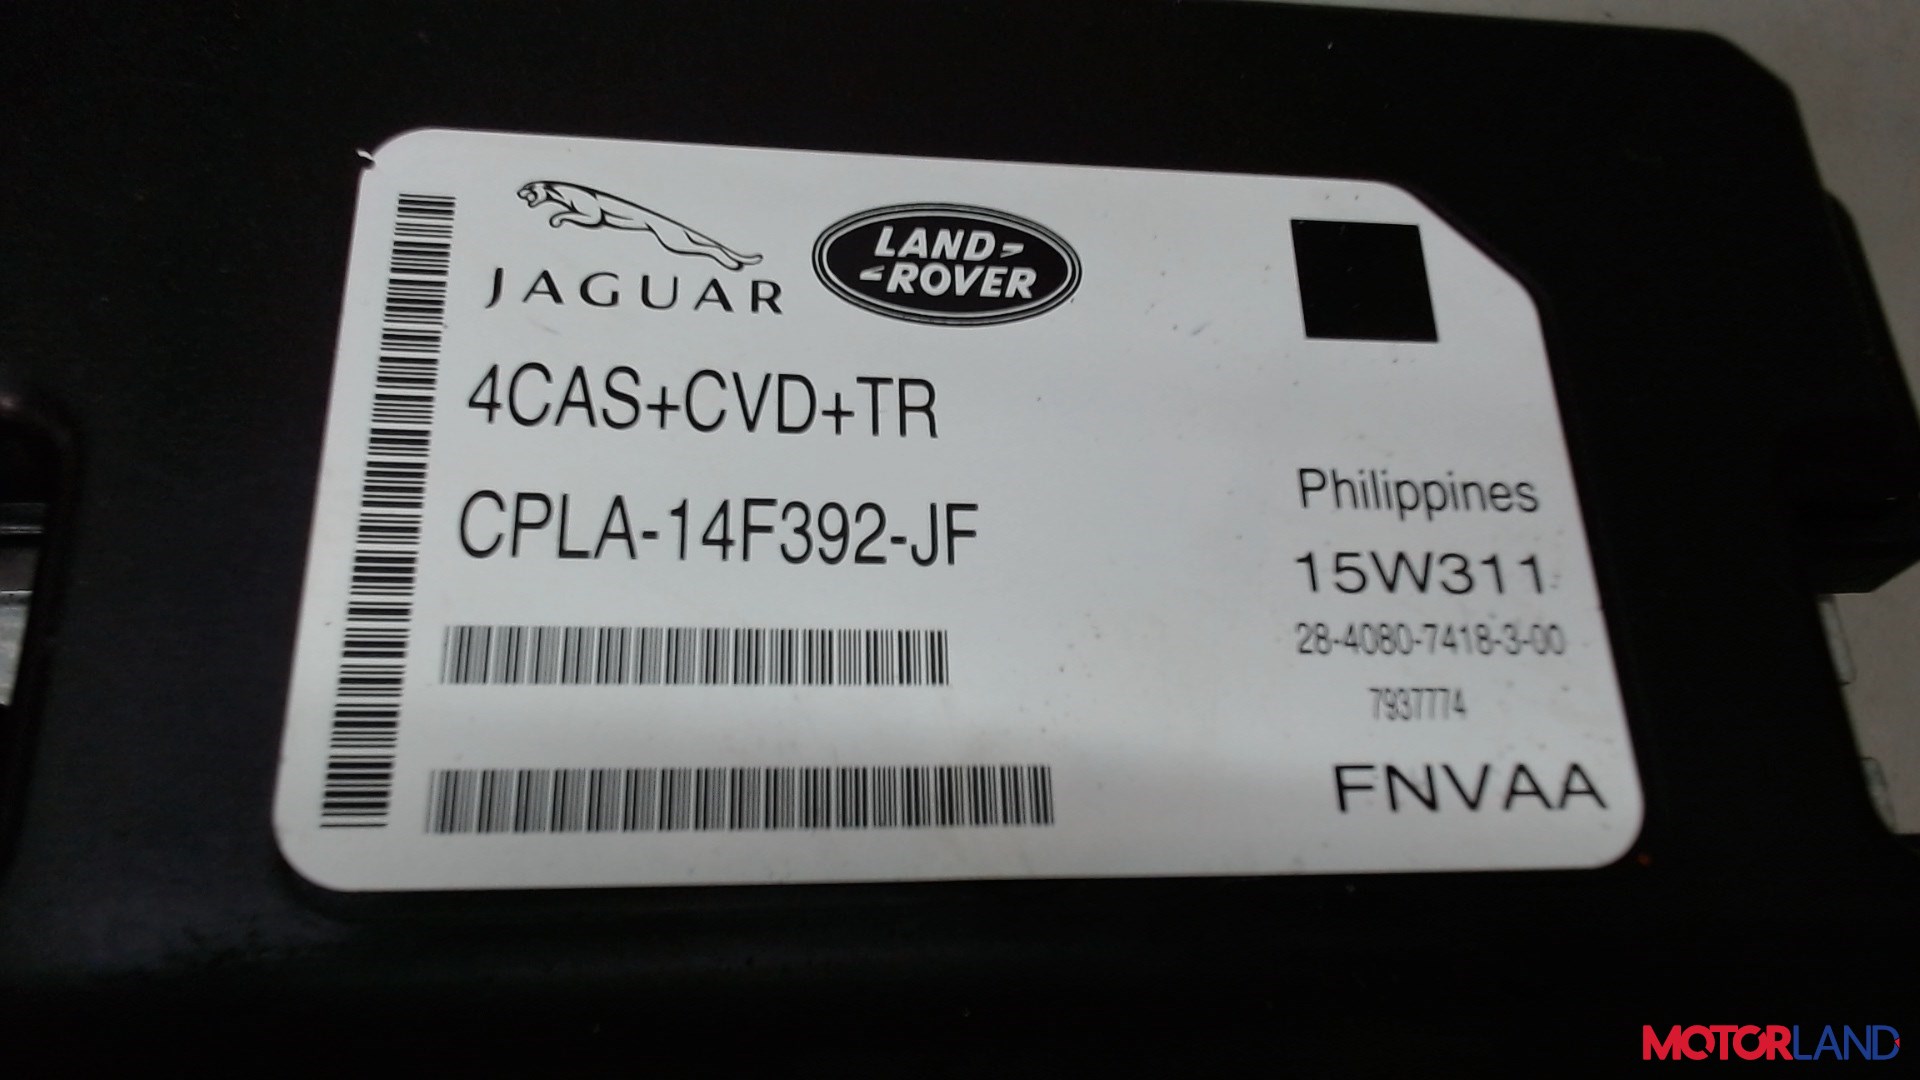 JAGUAR
LAND
ROVER
4CAS+CVD+TR
CPLA-14F392-JF
Philippines
15W311
28-4080-7418-3-00
7937774
FNVAA
MOTORLAND